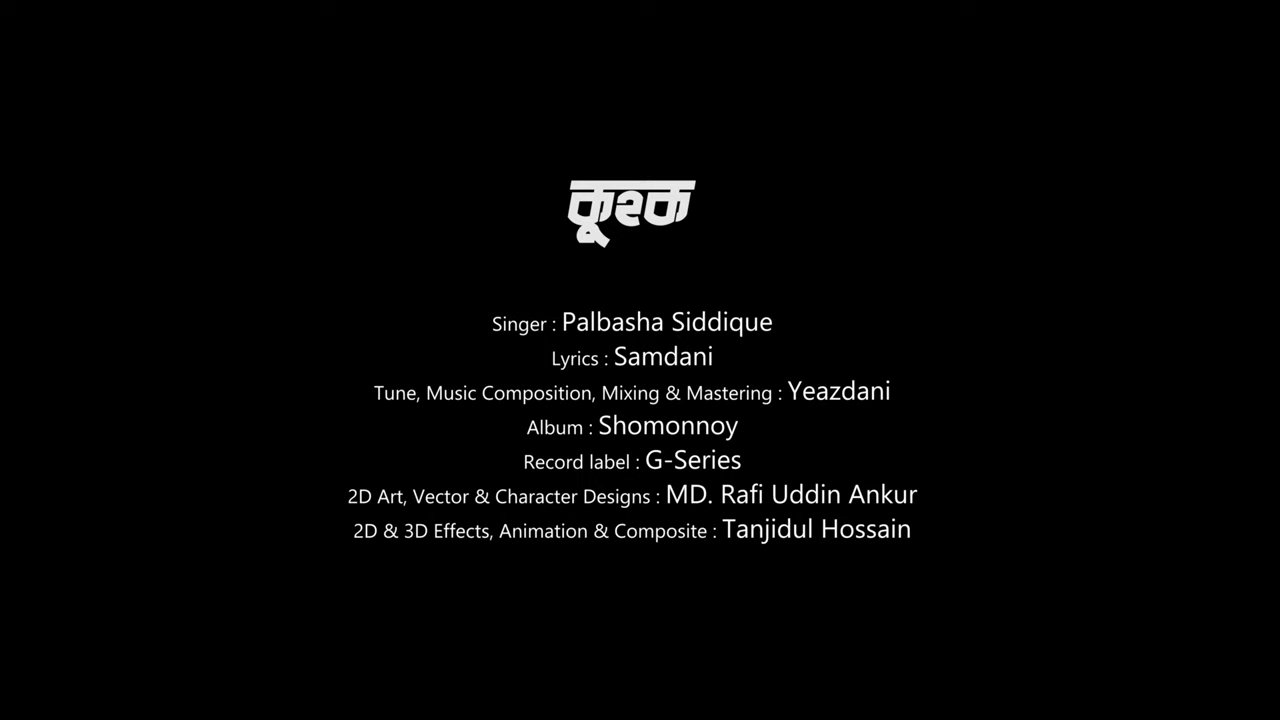 কুহক
Singer : Palbasha Siddique
Lyrics : Samdani
Tune, Music Composition, Mixing & Mastering : Yeazdani
Album : Shomonnoy
Record label : G-Series
2D Art, Vector & Character Designs : MD. Rafi Uddin Ankur
2D & 3D Effects, Animation & Composite : Tanjidul Hossain